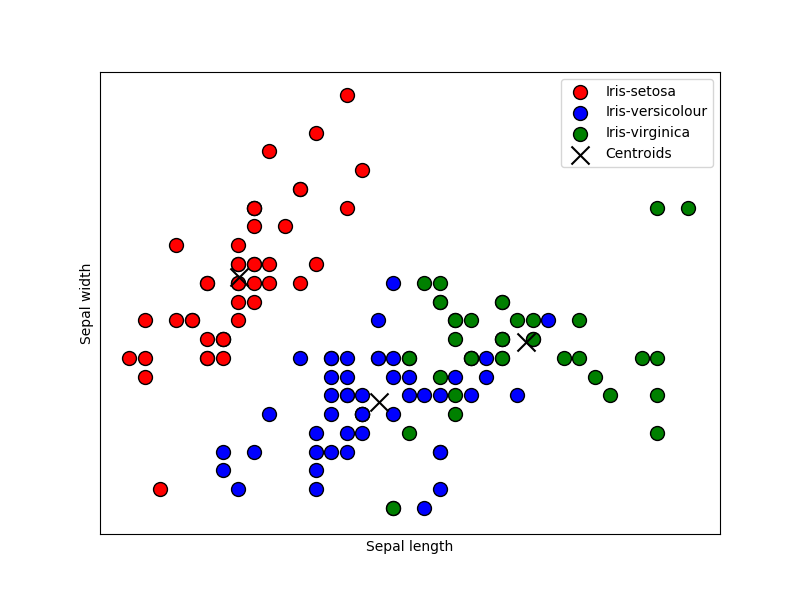 Iris-setosa
Iris-versicolour
Iris-virginica
Centroids
Sepal width
Sepal length